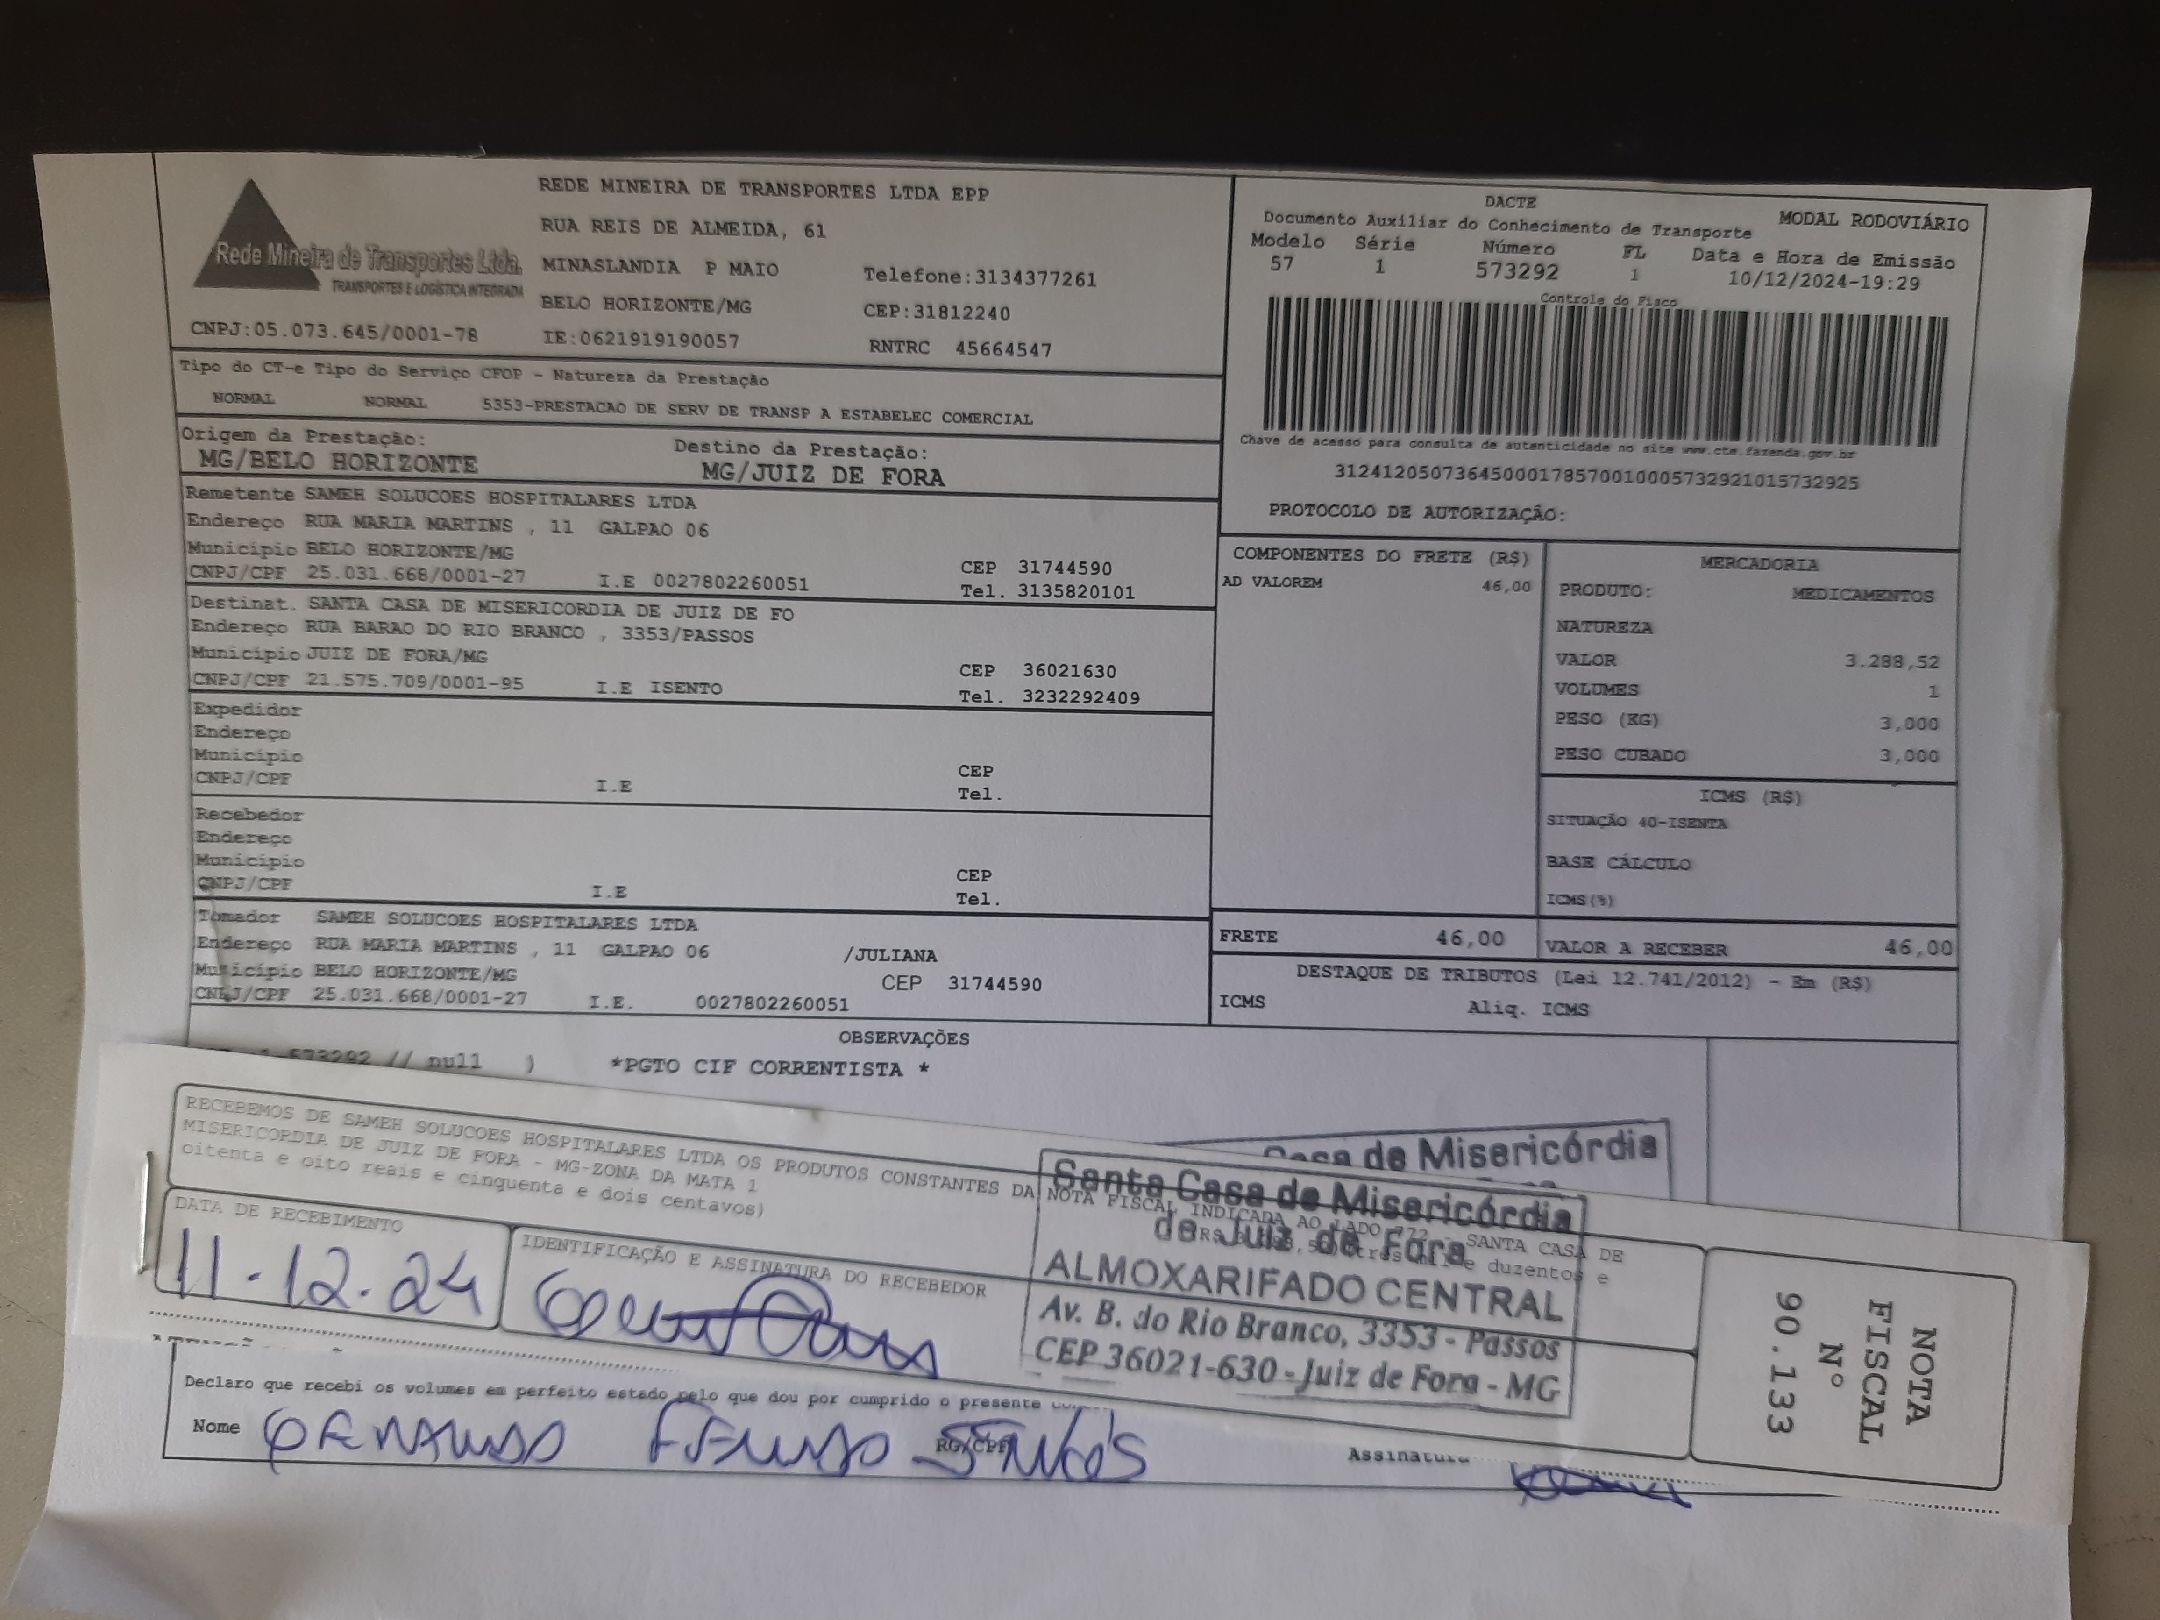 Rede Mineira de Transportes Ltda.
TRANSPORTES E LOGÍSTICA INTEGRADA
CNPJ:05.073.645/0001-78
REDE MINEIRA DE TRANSPORTES LTDA EPP
RUA REIS DE ALMEIDA, 61
MINASLANDIA P MAIO Telefone:3134377261
BELO HORIZONTE/MG CEP:31812240
IE:0621919190057 RNTRC 45664547
DACTE MODAL RODOVIÁRIO
Documento Auxiliar do Conhecimento de Transporte
Modelo Série Número FL Data e Hora de Emissão
57 1 573292 1 10/12/2024-19:29
Controle do Fisco
Chave de acesso para consulta de autenticidade no site www.cte.fazenda.gov.br
31241205073645000178570010005732921015732925
PROTOCOLO DE AUTORIZAÇÃO:
Tipo do CT-e Tipo do Serviço CFOP - Natureza da Prestação
NORMAL NORMAL 5353-PRESTACAO DE SERV DE TRANSP A ESTABELEC COMERCIAL
Origem da Prestação: Destino da Prestação:
MG/BELO HORIZONTE MG/JUIZ DE FORA
Remetente SAMEH SOLUCOES HOSPITALARES LTDA
Endereço RUA MARIA MARTINS , 11 GALPAO 06
Município BELO HORIZONTE/MG CEP 31744590
CNPJ/CPF 25.031.668/0001-27 I.E 0027802260051 Tel. 3135820101
Destinat. SANTA CASA DE MISERICORDIA DE JUIZ DE FO
Endereço RUA BARAO DO RIO BRANCO , 3353/PASSOS
Município JUIZ DE FORA/MG CEP 36021630
CNPJ/CPF 21.575.709/0001-95 I.E ISENTO Tel. 3232292409
Expedidor
Endereço
Município CEP
CNPJ/CPF I.E Tel.
Recebedor
Endereço
Município CEP
CNPJ/CPF I.E Tel.
Tomador SAMEH SOLUCOES HOSPITALARES LTDA
Endereço RUA MARIA MARTINS , 11 GALPAO 06 /JULIANA
Município BELO HORIZONTE/MG CEP 31744590
CNPJ/CPF 25.031.668/0001-27 I.E. 0027802260051
COMPONENTES DO FRETE (R$)
AD VALOREM 46,00
MERCADORIA
PRODUTO: MEDICAMENTOS
NATUREZA
VALOR 3.288,52
VOLUMES 1
PESO (KG) 3,000
PESO CUBADO 3,000
ICMS (R$)
SITUAÇÃO 40-ISENTA
BASE CÁLCULO
ICMS(%)
FRETE 46,00 VALOR A RECEBER 46,00
DESTAQUE DE TRIBUTOS (Lei 12.741/2012) - Em (R$)
ICMS Aliq. ICMS
OBSERVAÇÕES
573292 // null ) *PGTO CIF CORRENTISTA *
Casa de Misericórdia
RECEBEMOS DE SAMEH SOLUCOES HOSPITALARES LTDA OS PRODUTOS CONSTANTES DA NOTA FISCAL INDICADA AO LADO SANTA CASA DE
MISERICORDIA DE JUIZ DE FORA - MG-ZONA DA MATA 1 duzentos e
oitenta e oito reais e cinquenta e dois centavos)
DATA DE RECEBIMENTO
11-12-24
IDENTIFICAÇÃO E ASSINATURA DO RECEBEDOR
Santa Casa de Misericórdia
de Juiz de Fora
ALMOXARIFADO CENTRAL
Av. B. do Rio Branco, 3353 - Passos
CEP 36021-630 - Juiz de Fora - MG
NOTA
FISCAL
Nº
90.133
Declaro que recebi os volumes em perfeito estado pelo que dou por cumprido o presente
Nome RG/CPF Assinatura